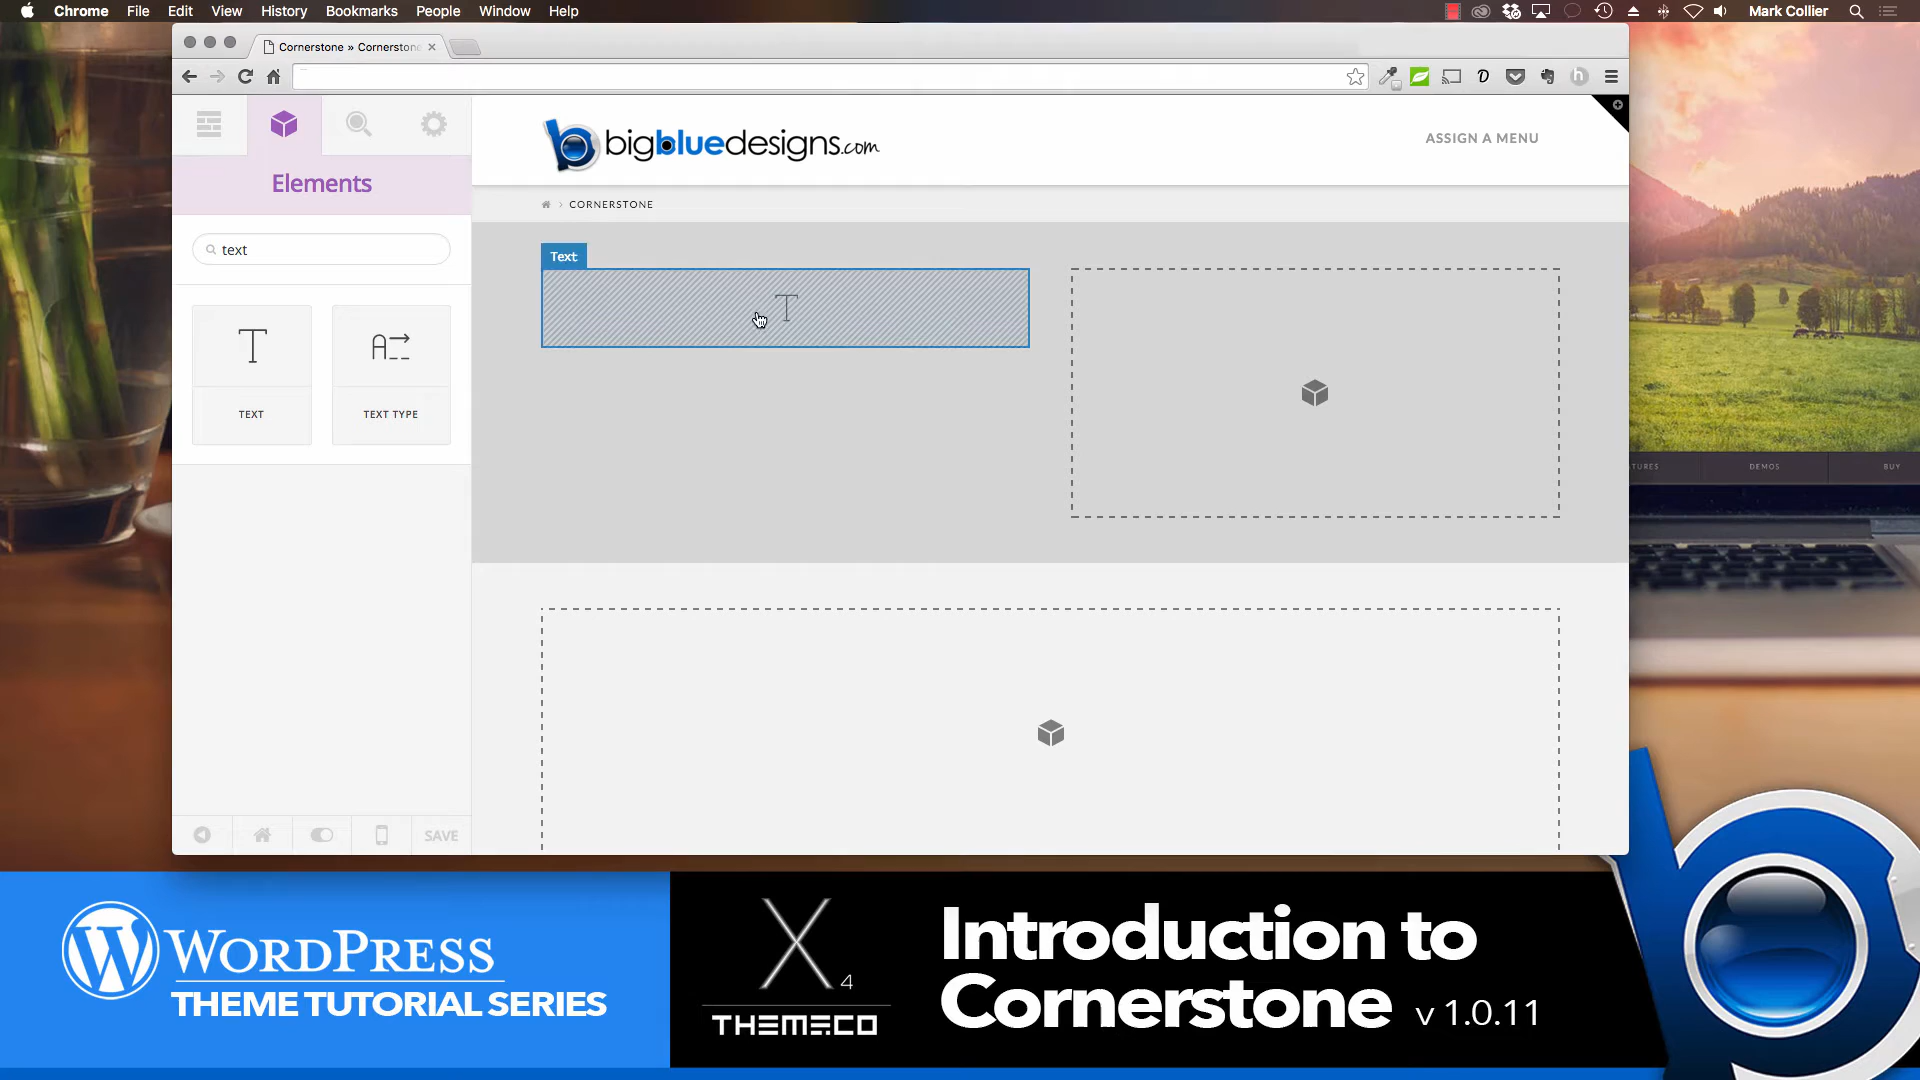 Chrome File Edit View History Bookmarks People Window Help Mark Collier
Cornerstone » Cornerston
Elements
text
TEXT
TEXT TYPE
SAVE
bigbluedesigns.com
ASSIGN A MENU
CORNERSTONE
Text
TURES DEMOS BUY
WORDPRESS
THEME TUTORIAL SERIES
X 4
THEMECO
Introduction to
Cornerstone v 1.0.11